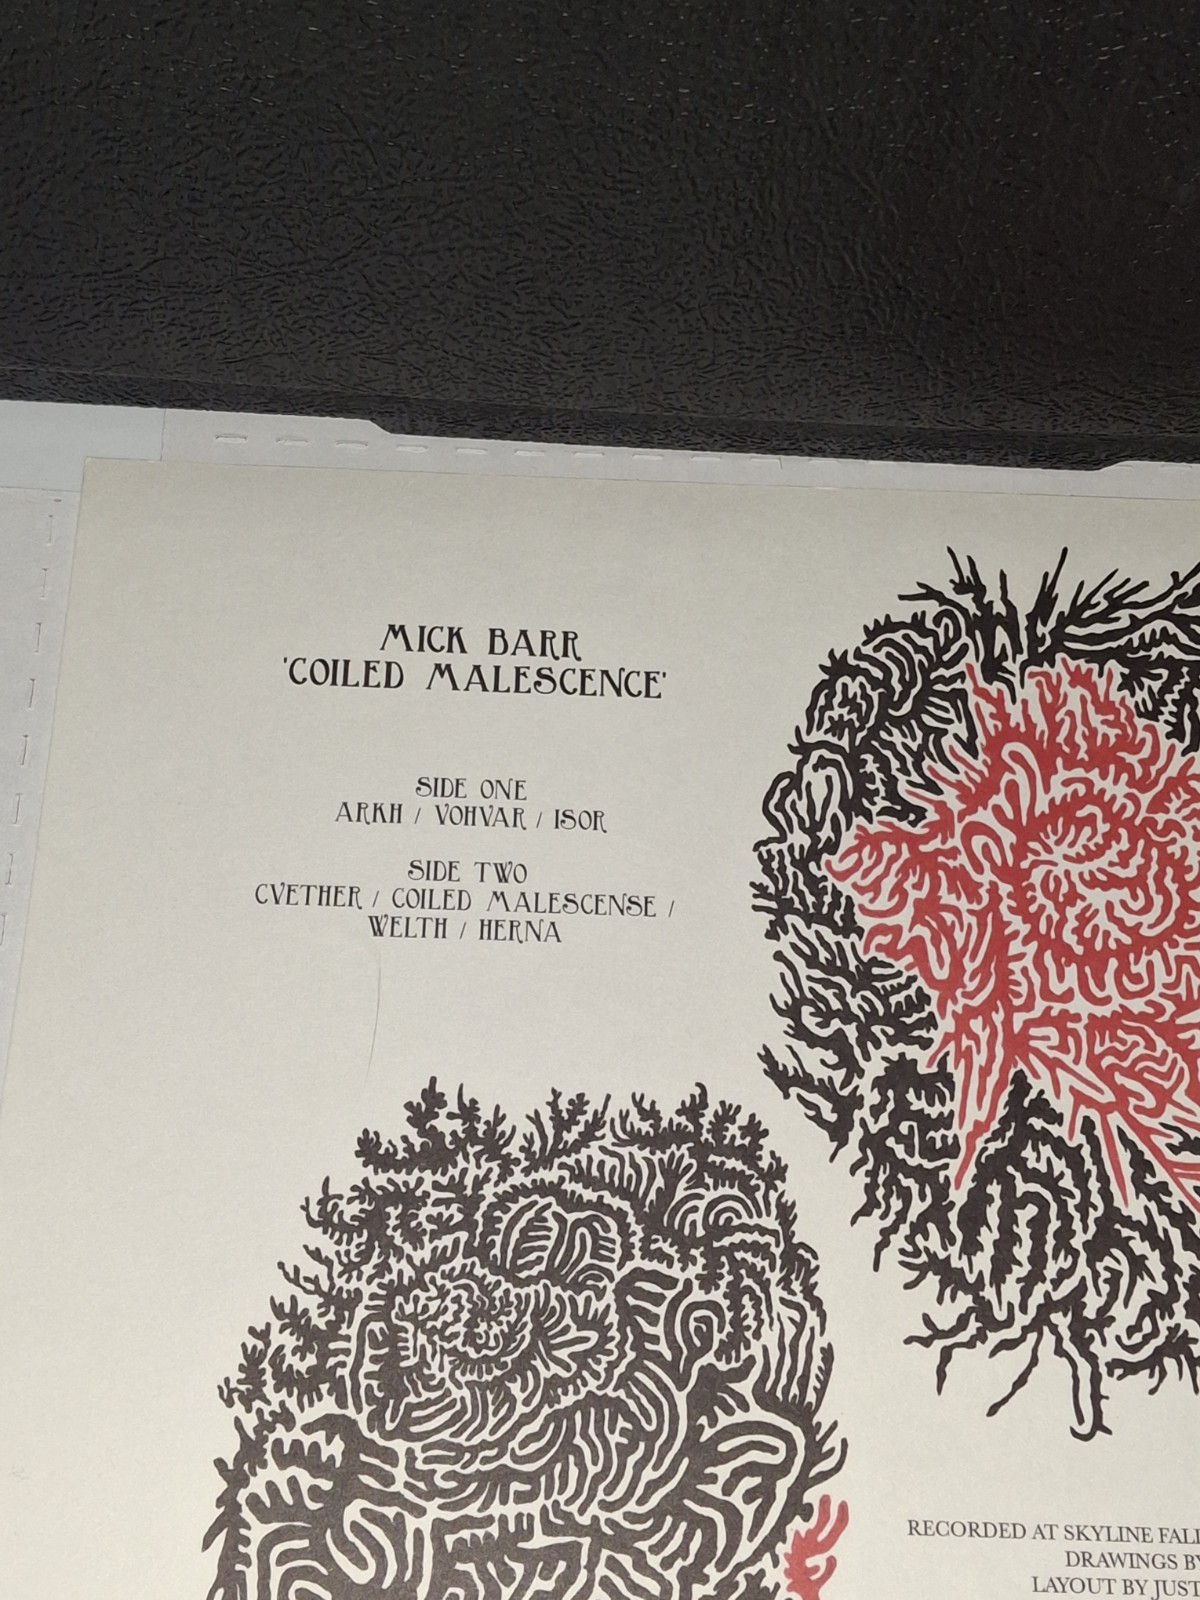 MICK BARR
'COILED MALESCENCE'
SIDE ONE
ARKH / VOHVAR / ISOR
SIDE TWO
CVETHER / COILED MALESCENSE /
WELTH / HERNA
RECORDED AT SKYLINE
DRAWINGS
LAYOUT BY